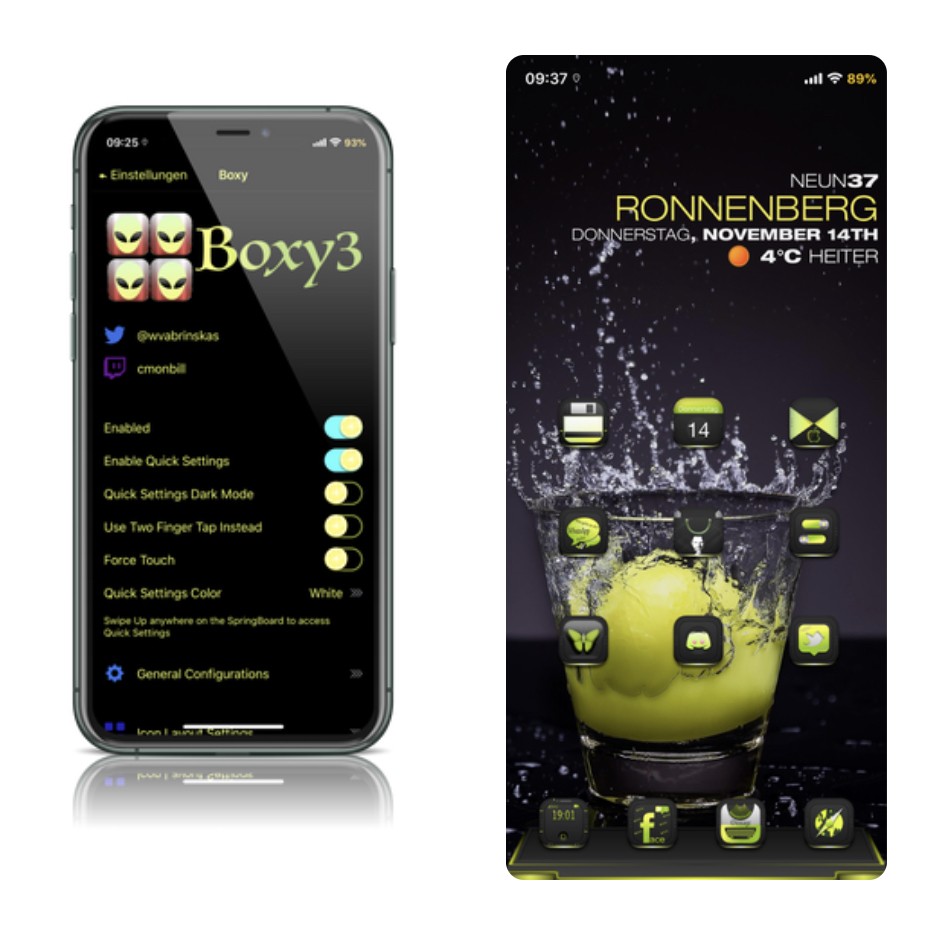 09:25
93%
Einstellungen
Boxy
Boxy3
@wvabrinskas
cmonbill
Enabled
Enable Quick Settings
Quick Settings Dark Mode
Use Two Finger Tap Instead
Force Touch
Quick Settings Color
White
Swipe Up anywhere on the SpringBoard to access
Quick Settings
General Configurations
Icon Layout Settings
09:37
89%
NEUN37
RONNENBERG
DONNERSTAG, NOVEMBER 14TH
4°C HEITER
Donnerstag
14
19:01
f
ace